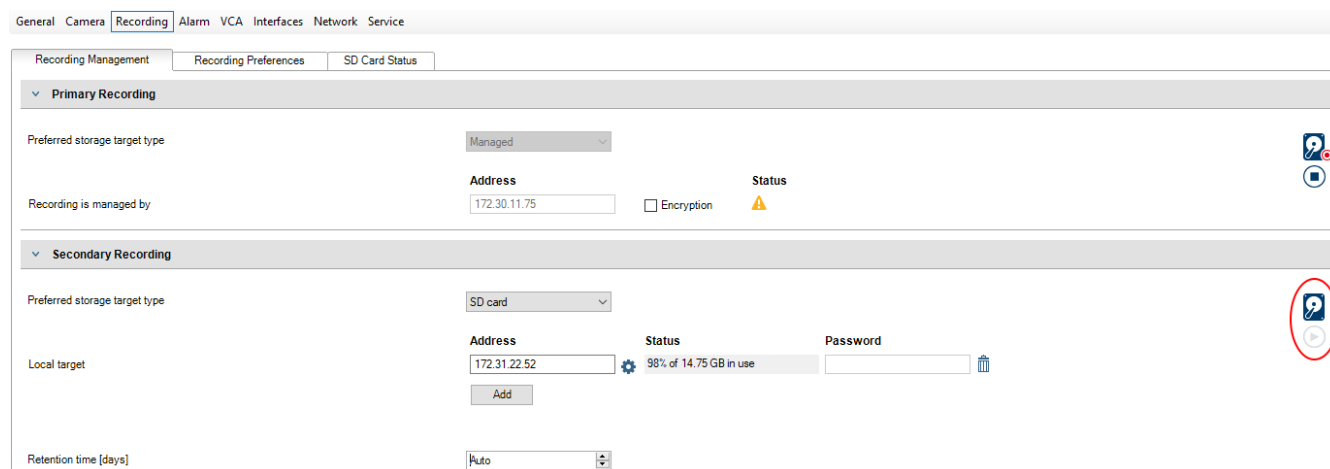 General Camera Recording Alarm VCA Interfaces Network Service
Recording Management Recording Preferences SD Card Status
Primary Recording
Preferred storage target type Managed
Address Status
Recording is managed by 172.30.11.75 Encryption
Secondary Recording
Preferred storage target type SD card
Address Status Password
Local target 172.31.22.52 98% of 14.75 GB in use
Add
Retention time [days] Auto